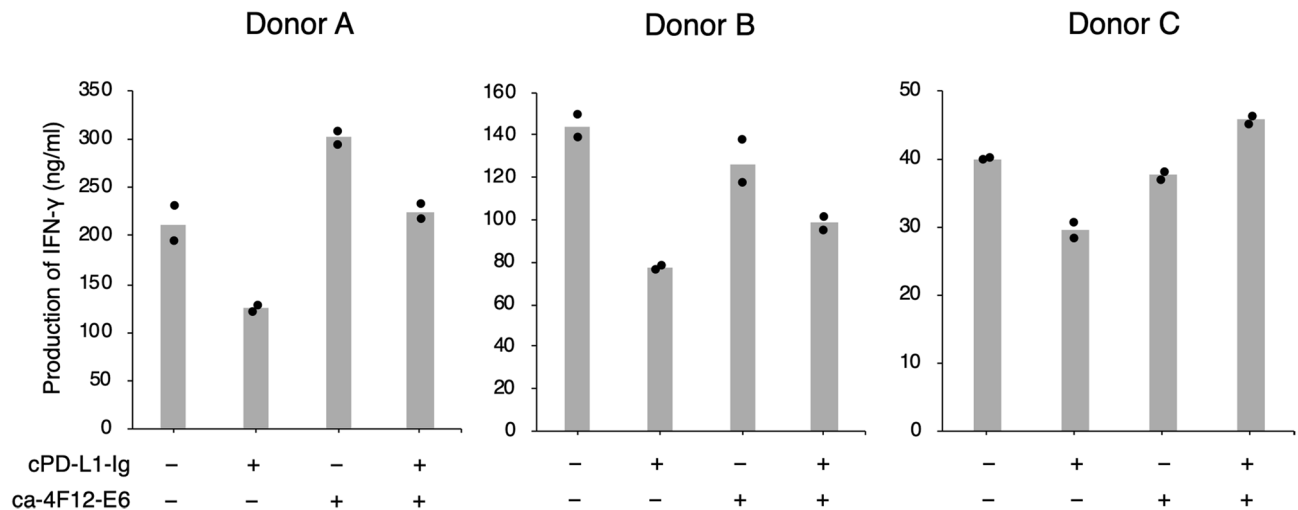 Donor A Donor B Donor C
Production of IFN-γ (ng/ml)
350 160 50
300 140 40
250 120 30
200 100 20
150 80 10
100 60 0
50 40
0 20
0
cPD-L1-Ig – + – + – + – + – + – +
ca-4F12-E6 – – + + – – + + – – + +